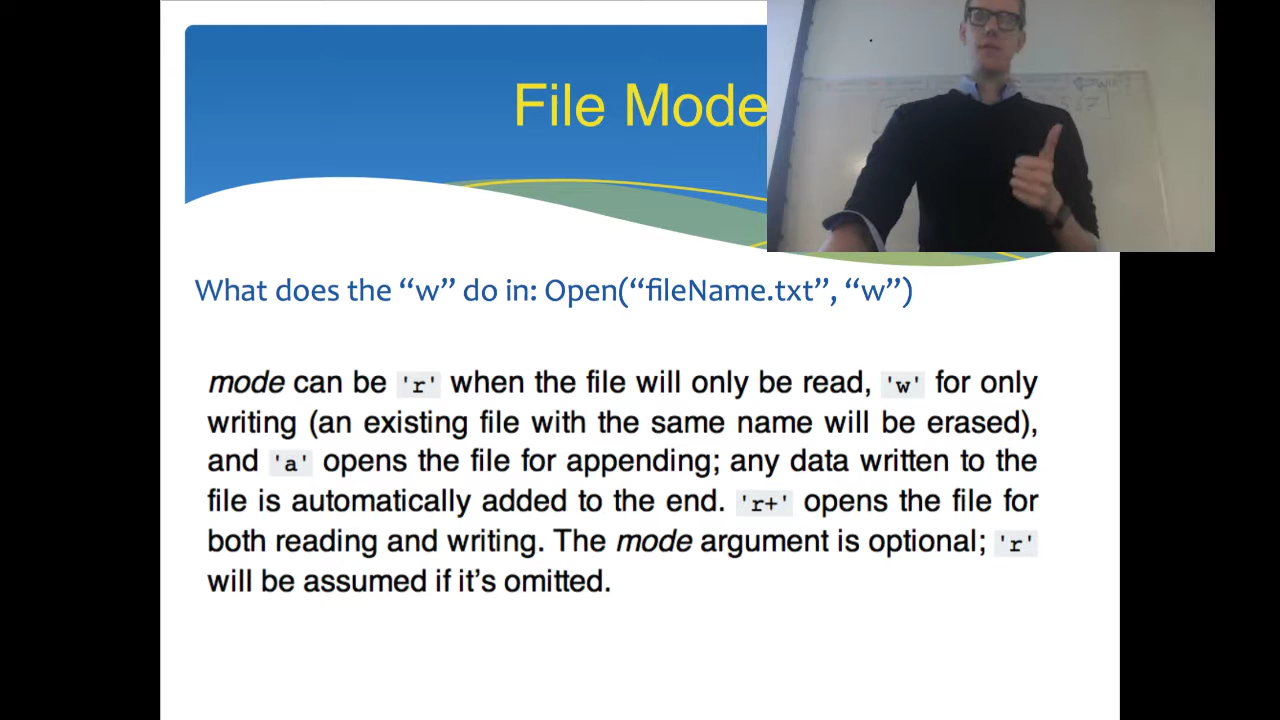 File Mode
What does the “w” do in: Open(“fileName.txt”, “w”)
mode can be 'r' when the file will only be read, 'w' for only
writing (an existing file with the same name will be erased),
and 'a' opens the file for appending; any data written to the
file is automatically added to the end. 'r+' opens the file for
both reading and writing. The mode argument is optional; 'r'
will be assumed if it’s omitted.